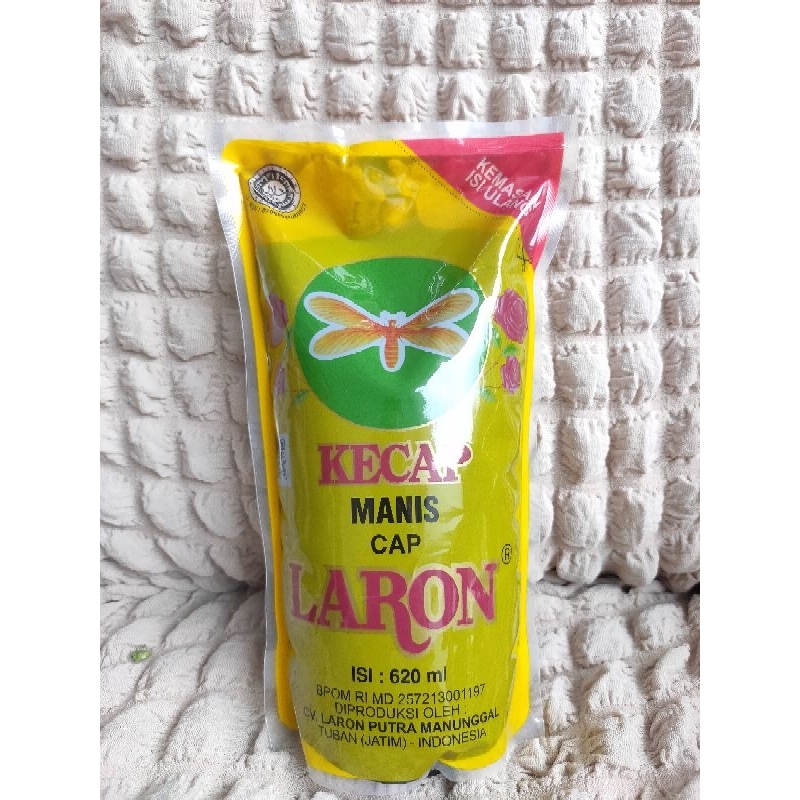 KEMASAN
ISI ULANG
KECAP
MANIS
CAP
LARON
®
ISI : 620 ml
BPOM RI MD 257213001197
DIPRODUKSI OLEH :
CV. LARON PUTRA MANUNGGAL
TUBAN (JATIM) - INDONESIA